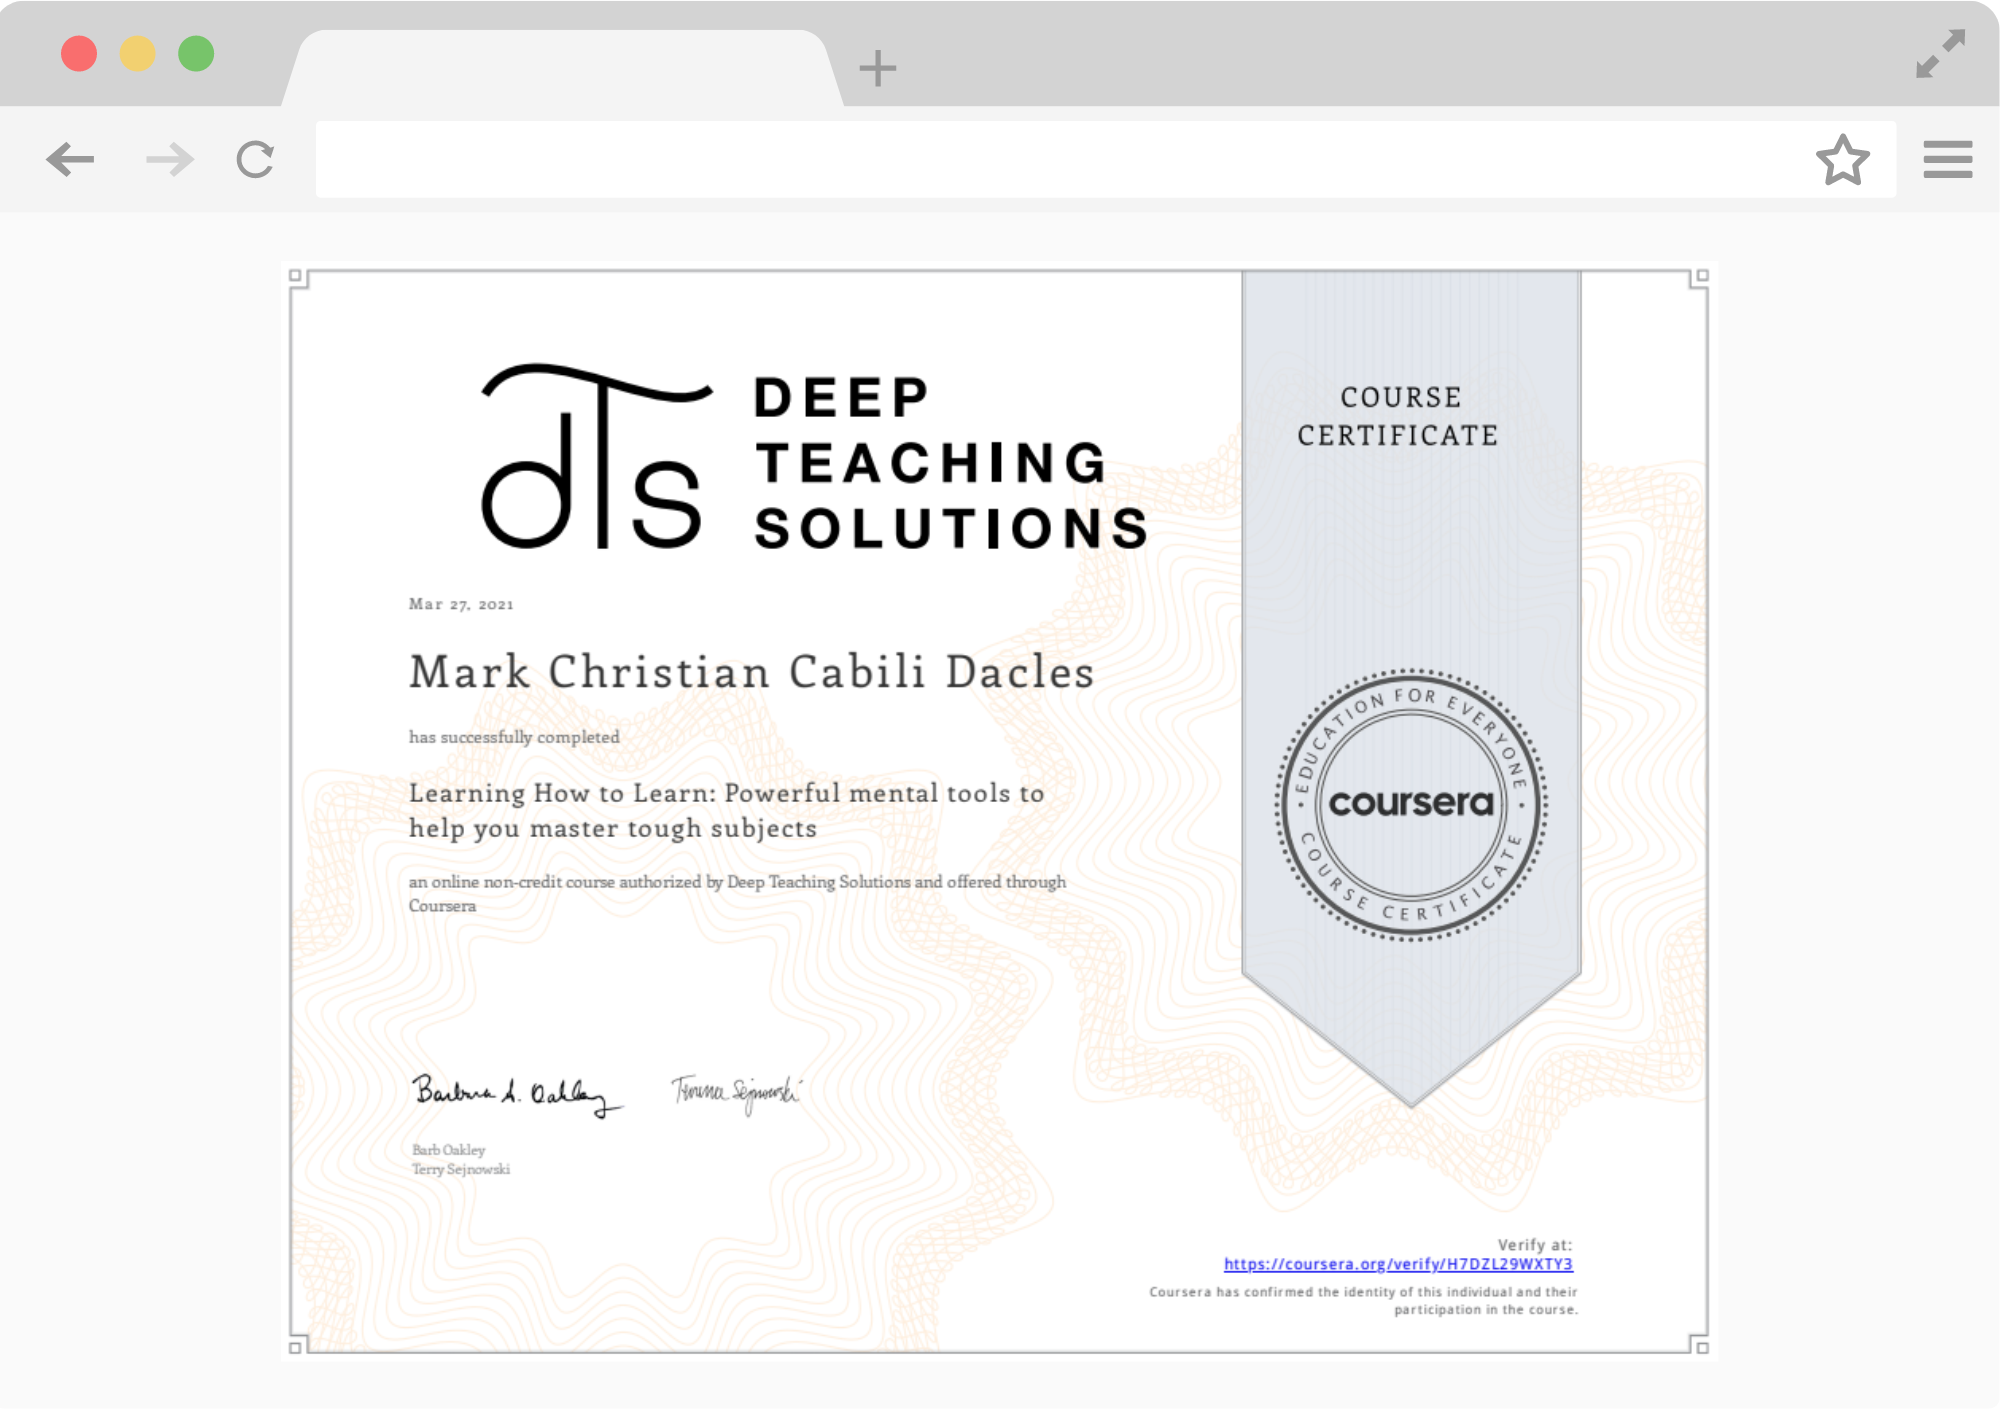 dTs
DEEP
TEACHING
SOLUTIONS
COURSE
CERTIFICATE
Mar 27, 2021
Mark Christian Cabili Dacles
has successfully completed
Learning How to Learn: Powerful mental tools to
help you master tough subjects
an online non-credit course authorized by Deep Teaching Solutions and offered through
Coursera
EDUCATION FOR EVERYONE
coursera
COURSE CERTIFICATE
Barbara A. Oakley
Terrence Sejnowski
Barb Oakley
Terry Sejnowski
Verify at:
https://coursera.org/verify/H7DZL29WXTY3
Coursera has confirmed the identity of this individual and their
participation in the course.